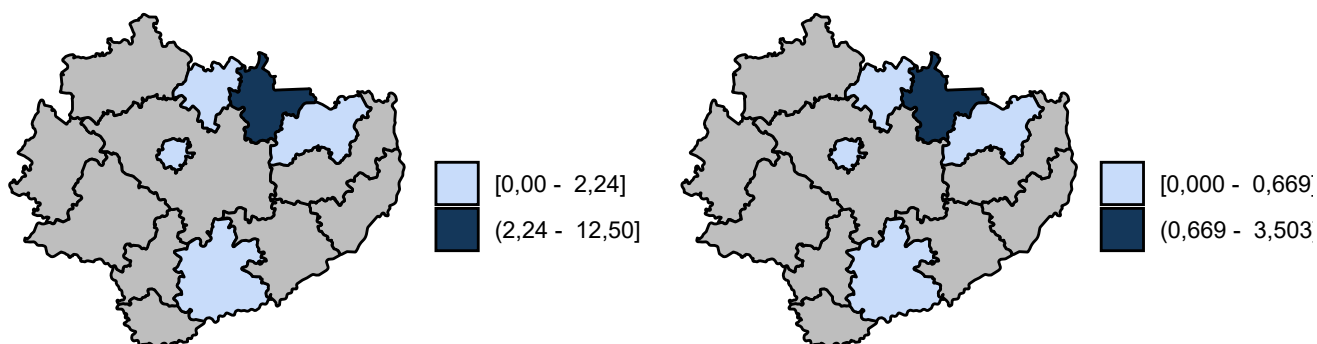 [0,00 - 2,24]
(2,24 - 12,50]
[0,000 - 0,669]
(0,669 - 3,503]